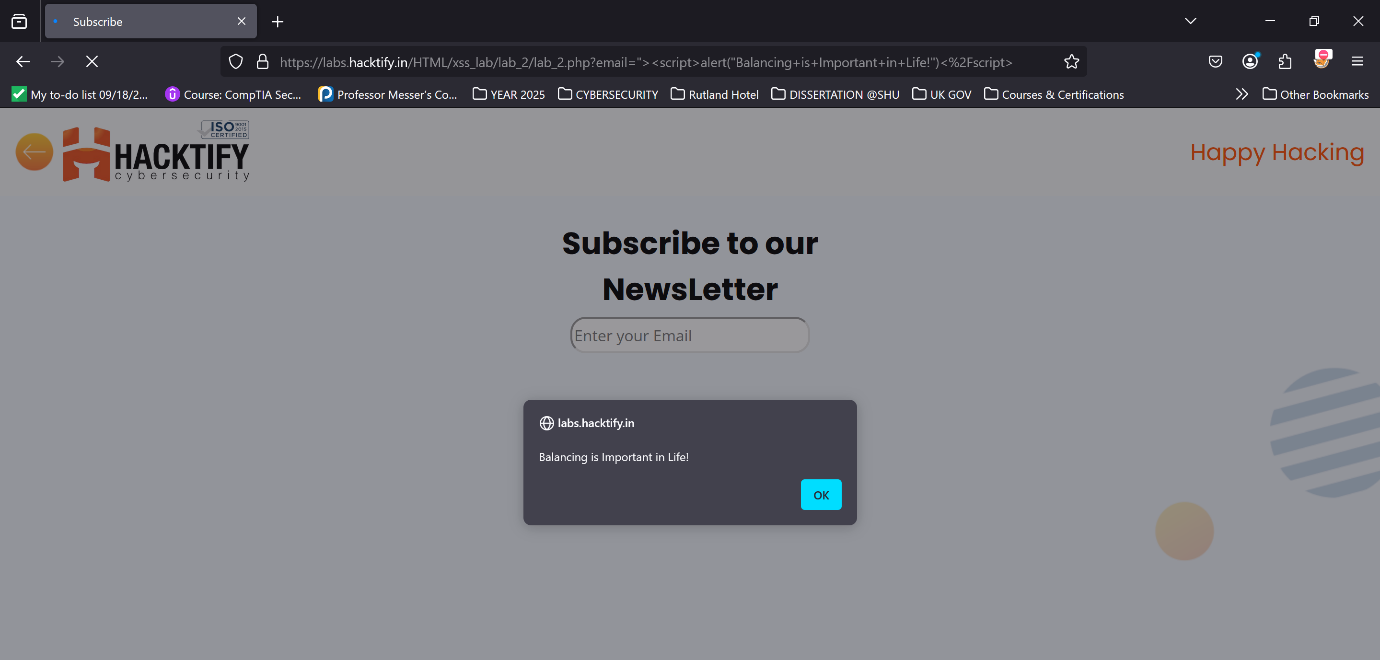 Subscribe
https://labs.hacktify.in/HTML/xss_lab/lab_2/lab_2.php?email="><script>alert("Balancing+is+Important+in+Life!")<%2Fscript>
My to-do list 09/18/2... Course: CompTIA Sec... Professor Messer's Co... YEAR 2025 CYBERSECURITY Rutland Hotel DISSERTATION @SHU UK GOV Courses & Certifications Other Bookmarks
ISO 9001 2015
CERTIFIED
HACKTIFY
cybersecurity
Happy Hacking
Subscribe to our
NewsLetter
Enter your Email
labs.hacktify.in
Balancing is Important in Life!
OK